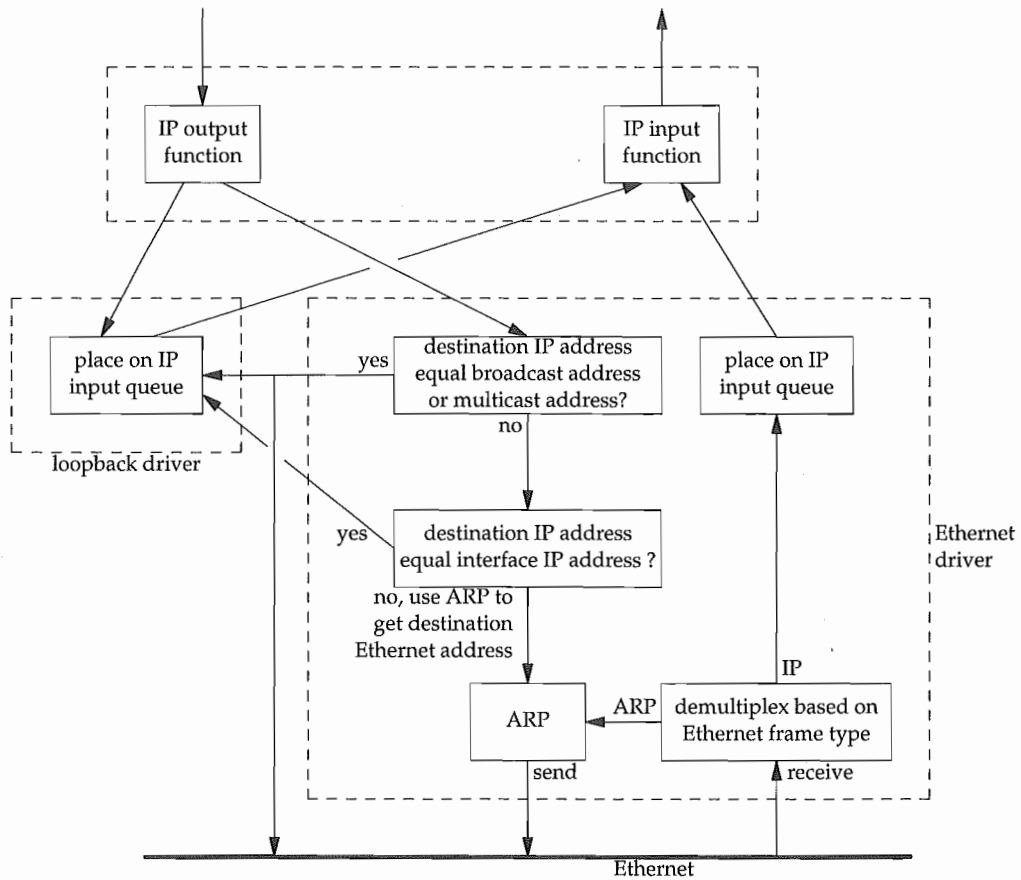 IP output
function
IP input
function
place on IP
input queue
loopback driver
yes
destination IP address
equal broadcast address
or multicast address?
no
place on IP
input queue
yes
destination IP address
equal interface IP address ?
no, use ARP to
get destination
Ethernet address
Ethernet
driver
ARP
ARP
IP
demultiplex based on
Ethernet frame type
send
receive
Ethernet